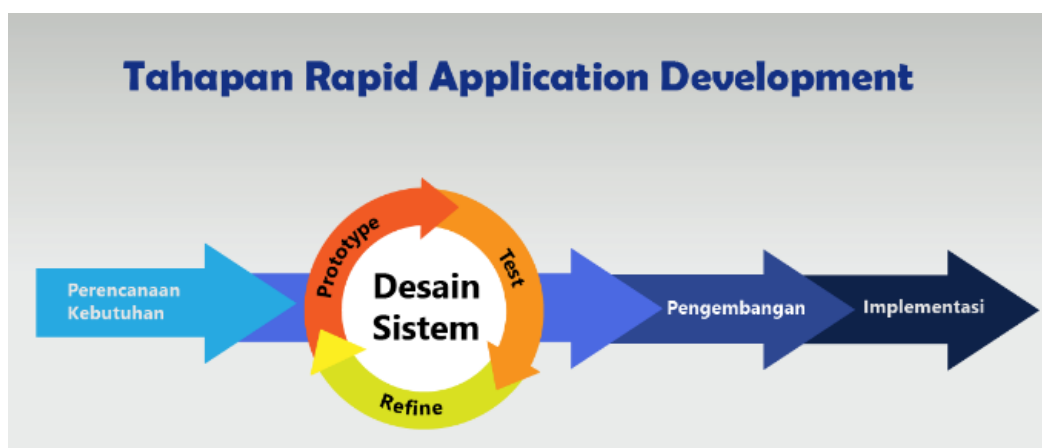 Tahapan Rapid Application Development
Perencanaan
Kebutuhan
Prototype
Test
Refine
Desain
Sistem
Pengembangan
Implementasi